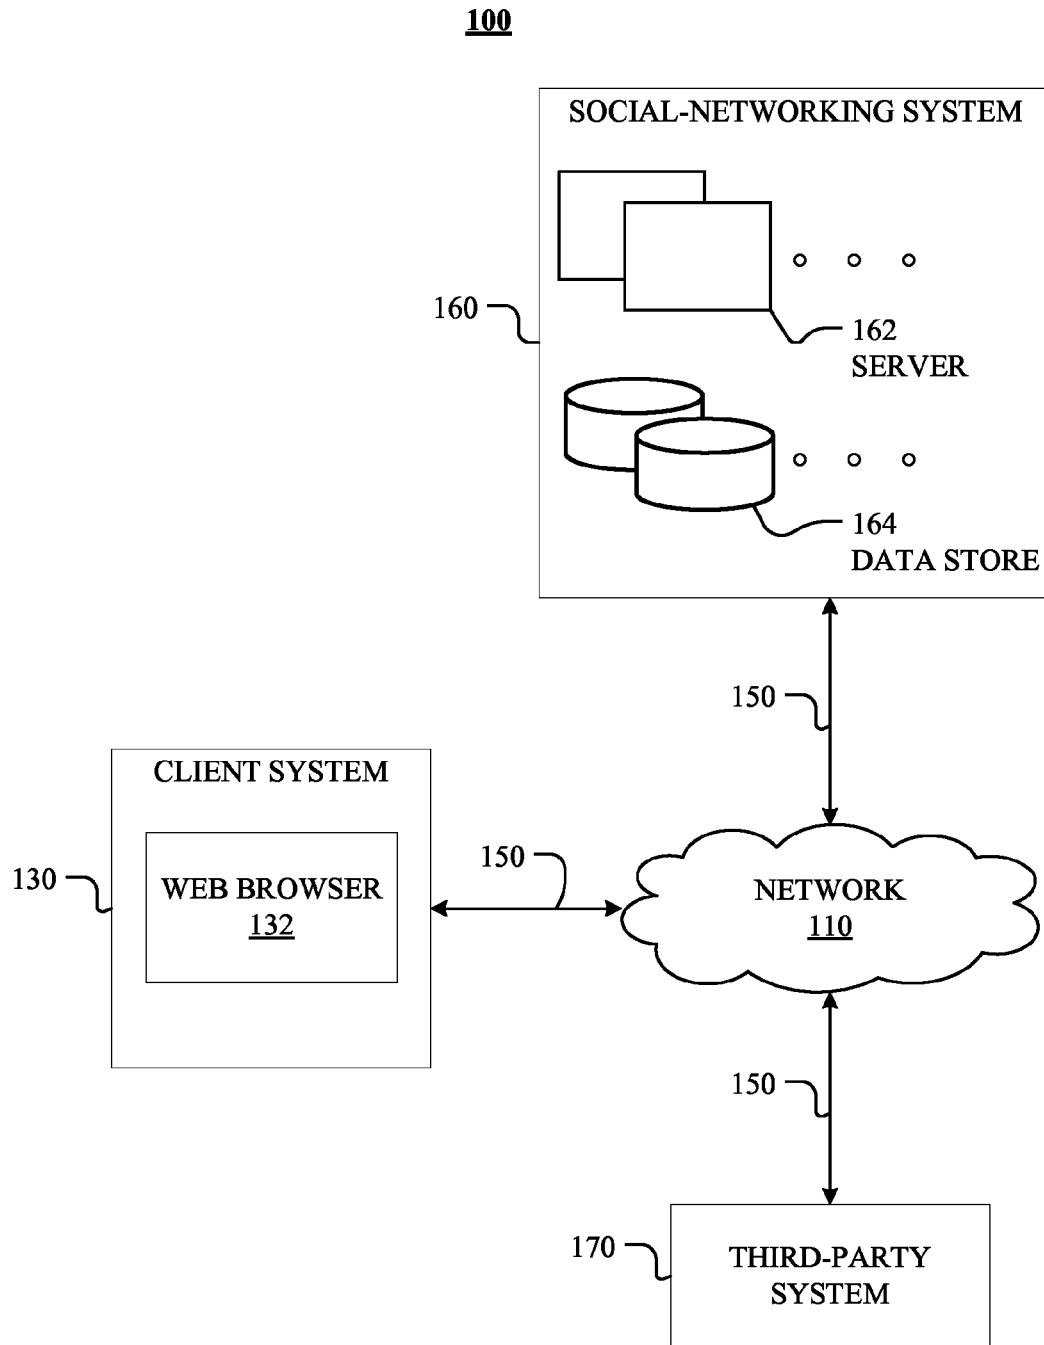 100
SOCIAL-NETWORKING SYSTEM
160
162
SERVER
164
DATA STORE
150
CLIENT SYSTEM
130
WEB BROWSER
132
150
NETWORK
110
150
170
THIRD-PARTY
SYSTEM